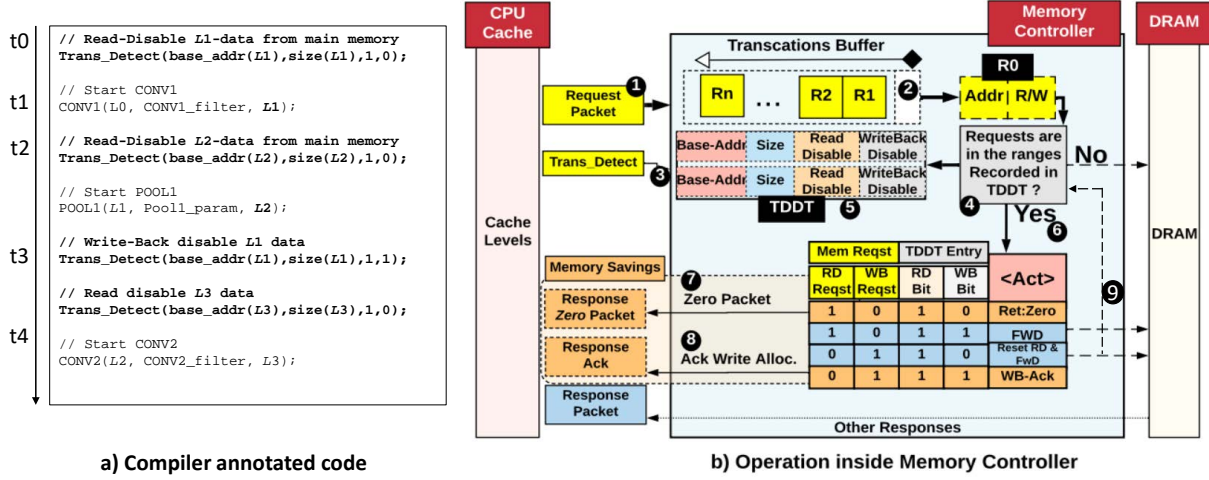 t0
// Read-Disable L1-data from main memory
Trans_Detect(base_addr(L1),size(L1),1,0);
// Start CONV1
t1
CONV1(L0, CONV1_filter, L1);
t2
// Read-Disable L2-data from main memory
Trans_Detect(base_addr(L2),size(L2),1,0);
// Start POOL1
POOL1(L1, Pool1_param, L2);
t3
// Write-Back disable L1 data
Trans_Detect(base_addr(L1),size(L1),1,1);
// Read disable L3 data
Trans_Detect(base_addr(L3),size(L3),1,0);
t4
// Start CONV2
CONV2(L2, CONV2_filter, L3);
a) Compiler annotated code
CPU
Cache
Memory
Controller
DRAM
Transcations Buffer
R0
Request
Packet
1
Rn
...
R2
R1
2
Addr
R/W
Trans_Detect
3
Base-Addr
Size
Read
Disable
WriteBack
Disable
Base-Addr
Size
Read
Disable
WriteBack
Disable
TDDT
5
Requests are
in the ranges
Recorded in
TDDT ?
No
4
Yes
6
Cache
Levels
DRAM
Memory Savings
7
Mem Reqst
TDDT Entry
<Act>
RD
Reqst
WB
Reqst
RD
Bit
WB
Bit
Response
Zero Packet
Zero Packet
1 0 1 0 Ret:Zero
1 0 1 1 FWD
0 1 1 0 Reset RD &
FwD
0 1 1 1 WB-Ack
9
8
Response
Ack
Ack Write Alloc.
Response
Packet
Other Responses
b) Operation inside Memory Controller